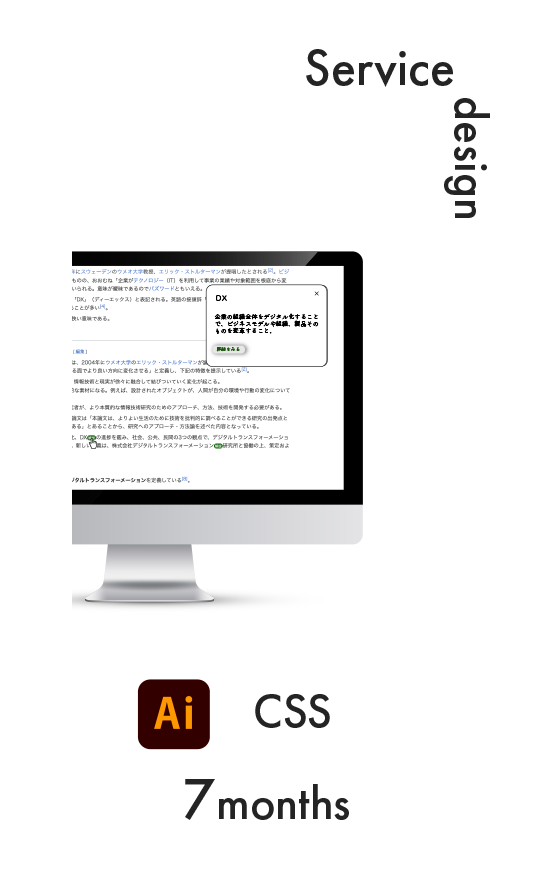 Service
design
にスウェーデンのウメオ大学教授、エリック・ストルターマンが提唱したとされる[2]。ビジ
ものの、おおむね「企業がテクノロジー (IT) を利用して事業の業績や対象範囲を根底から変
いられる。意味が曖昧であるのでバズワードともいえる。
「DX」(ディーエックス) と表記される。英語の接頭辞
ることが多い[4]。
広い意味である。
DX
×
企業の組織全体をデジタル化すること
で、ビジネスモデルや組織、製品その
ものを変革すること。
詳細をみる
[編集]
は、2004年にウメオ大学のエリック・ストルターマンが
る面でより良い方向に変化させる」と定義し、下記の特徴を提示している[2]。
情報技術と現実が徐々に融合して結びついていく変化が起こる。
な素材になる。例えば、設計されたオブジェクトが、人間が自分の環境や行動の変化について
者が、より本質的な情報技術研究のためのアプローチ、方法、技術を開発する必要がある。
論文は「本論文は、よりよい生活のために技術を批判的に調べることができる研究の出発点と
ある」とあることから、研究へのアプローチ・方法論を述べた内容となっている。
、DX の進捗を鑑み、社会、公共、民間の3つの観点で、デジタルトランスフォーメーショ
、新しい 義は、株式会社デジタルトランスフォーメーション 研究所と協働の上、策定およ
ジタルトランスフォーメーションを定義している[5]。
Ai
CSS
7months